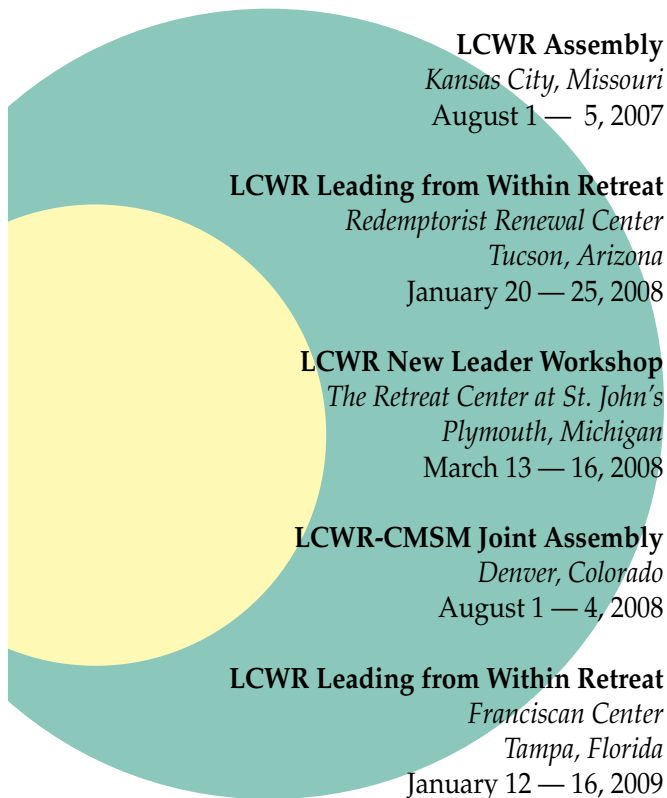 LCWR Assembly
Kansas City, Missouri
August 1 — 5, 2007
LCWR Leading from Within Retreat
Redemptorist Renewal Center
Tucson, Arizona
January 20 — 25, 2008
LCWR New Leader Workshop
The Retreat Center at St. John's
Plymouth, Michigan
March 13 — 16, 2008
LCWR-CMSM Joint Assembly
Denver, Colorado
August 1 — 4, 2008
LCWR Leading from Within Retreat
Franciscan Center
Tampa, Florida
January 12 — 16, 2009